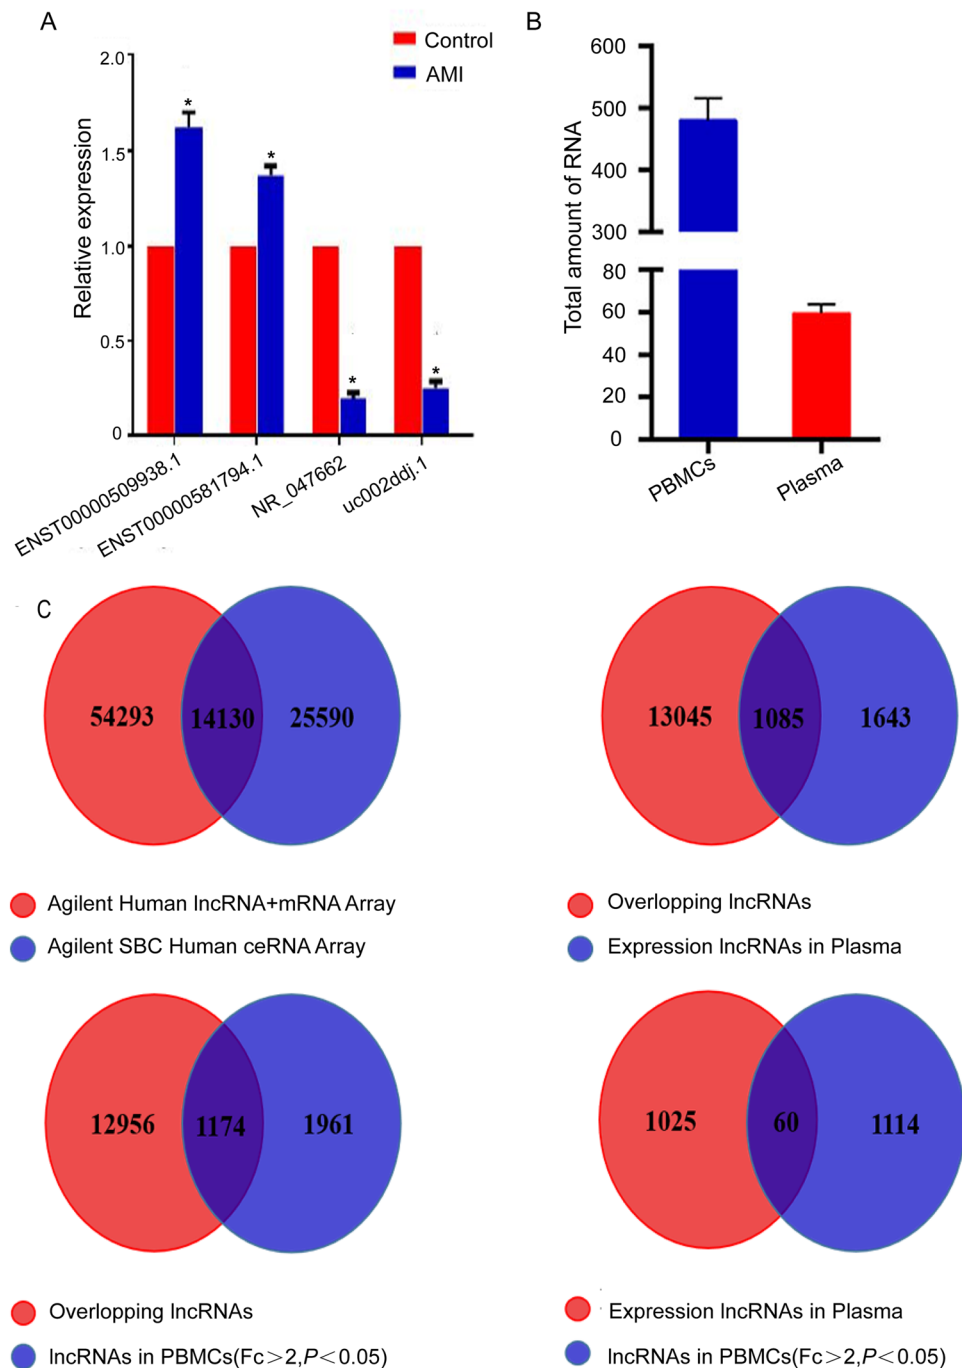 A
Control
AMI
Relative expression
2.0
1.5
1.0
0.5
0
*
*
*
*
ENST00000509938.1
ENST00000581794.1
NR_047662
uc002ddj.1
B
Total amount of RNA
600
500
400
300
80
60
40
20
0
PBMCs
Plasma
C
54293 14130 25590
Agilent Human lncRNA+mRNA Array
Agilent SBC Human ceRNA Array
13045 1085 1643
Overlopping lncRNAs
Expression lncRNAs in Plasma
12956 1174 1961
Overlopping lncRNAs
lncRNAs in PBMCs(Fc>2,P<0.05)
1025 60 1114
Expression lncRNAs in Plasma
lncRNAs in PBMCs(Fc>2,P<0.05)